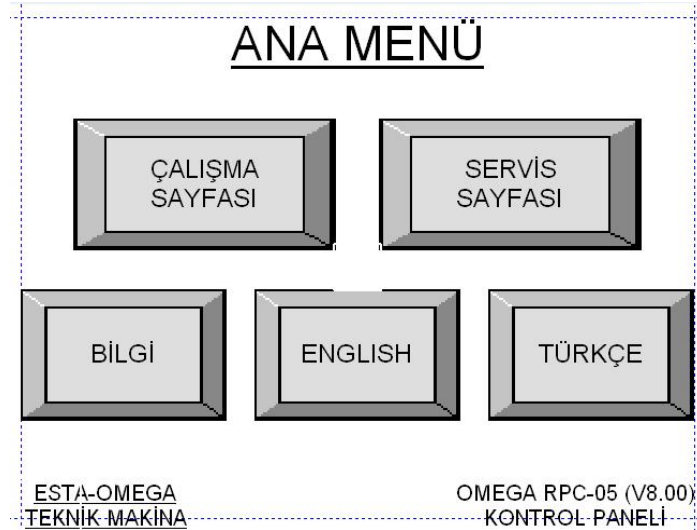 ANA MENÜ
ÇALIŞMA
SAYFASI
SERVİS
SAYFASI
BİLGİ
ENGLISH
TÜRKÇE
ESTA-OMEGA
TEKNİK MAKİNA
OMEGA RPC-05 (V8.00)
KONTROL PANELİ